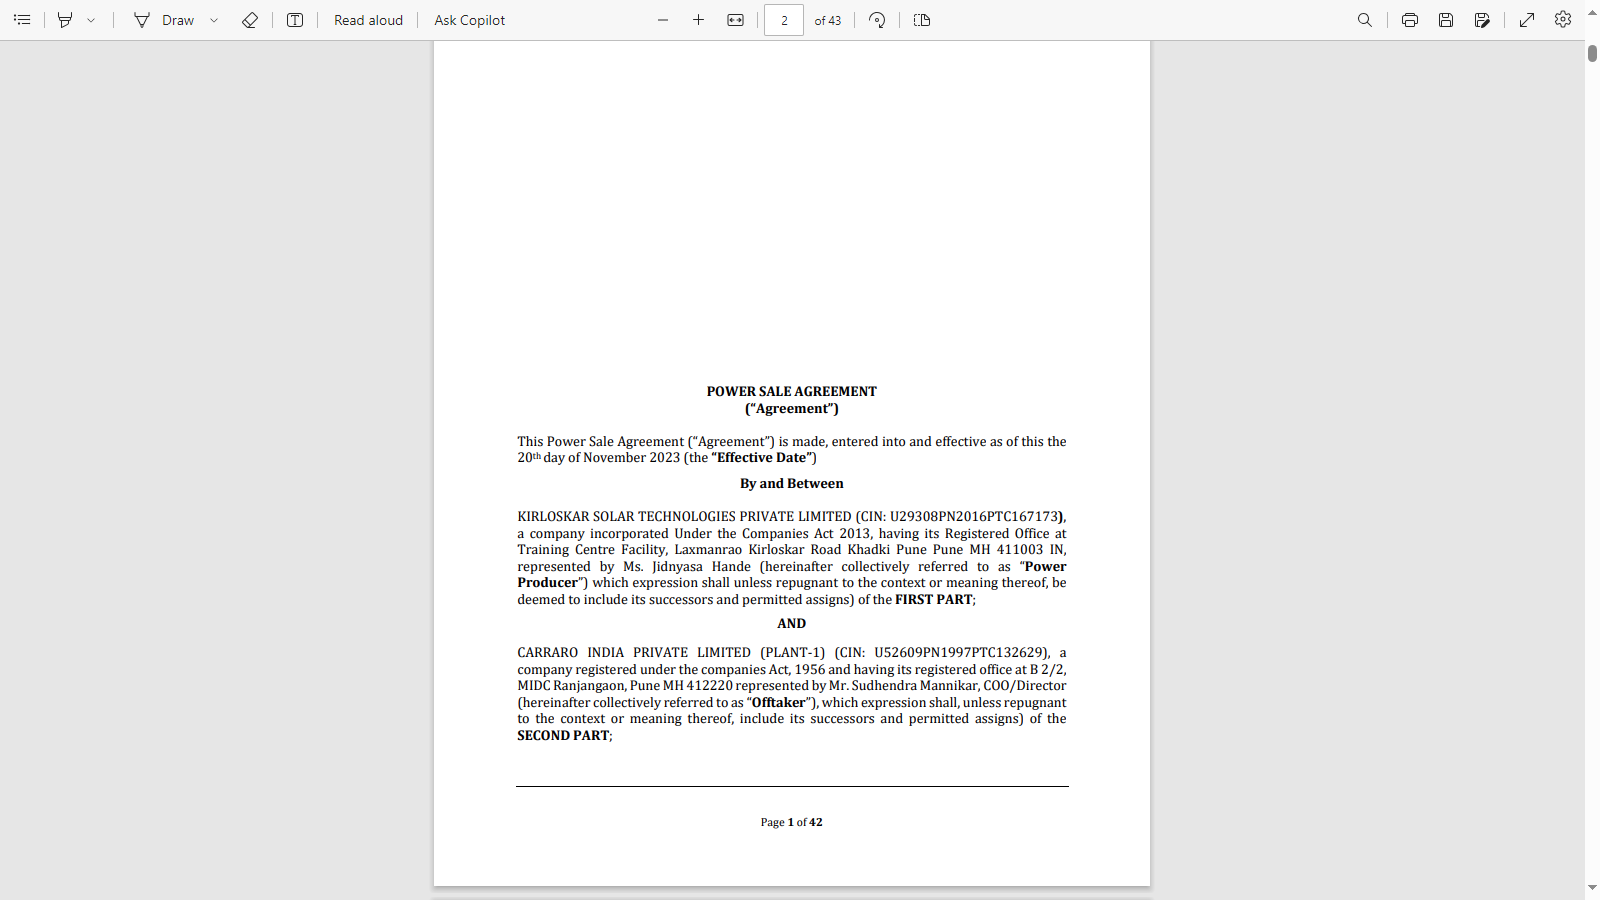 Draw
Read aloud
Ask Copilot
2
of 43
POWER SALE AGREEMENT
(“Agreement”)
This Power Sale Agreement (“Agreement”) is made, entered into and effective as of this the
20th day of November 2023 (the “Effective Date”)
By and Between
KIRLOSKAR SOLAR TECHNOLOGIES PRIVATE LIMITED (CIN: U29308PN2016PTC167173),
a company incorporated Under the Companies Act 2013, having its Registered Office at
Training Centre Facility, Laxmanrao Kirloskar Road Khadki Pune Pune MH 411003 IN,
represented by Ms. Jidnyasa Hande (hereinafter collectively referred to as “Power
Producer”) which expression shall unless repugnant to the context or meaning thereof, be
deemed to include its successors and permitted assigns) of the FIRST PART;
AND
CARRARO INDIA PRIVATE LIMITED (PLANT-1) (CIN: U52609PN1997PTC132629), a
company registered under the companies Act, 1956 and having its registered office at B 2/2,
MIDC Ranjangaon, Pune MH 412220 represented by Mr. Sudhendra Mannikar, COO/Director
(hereinafter collectively referred to as “Offtaker”), which expression shall, unless repugnant
to the context or meaning thereof, include its successors and permitted assigns) of the
SECOND PART;
Page 1 of 42